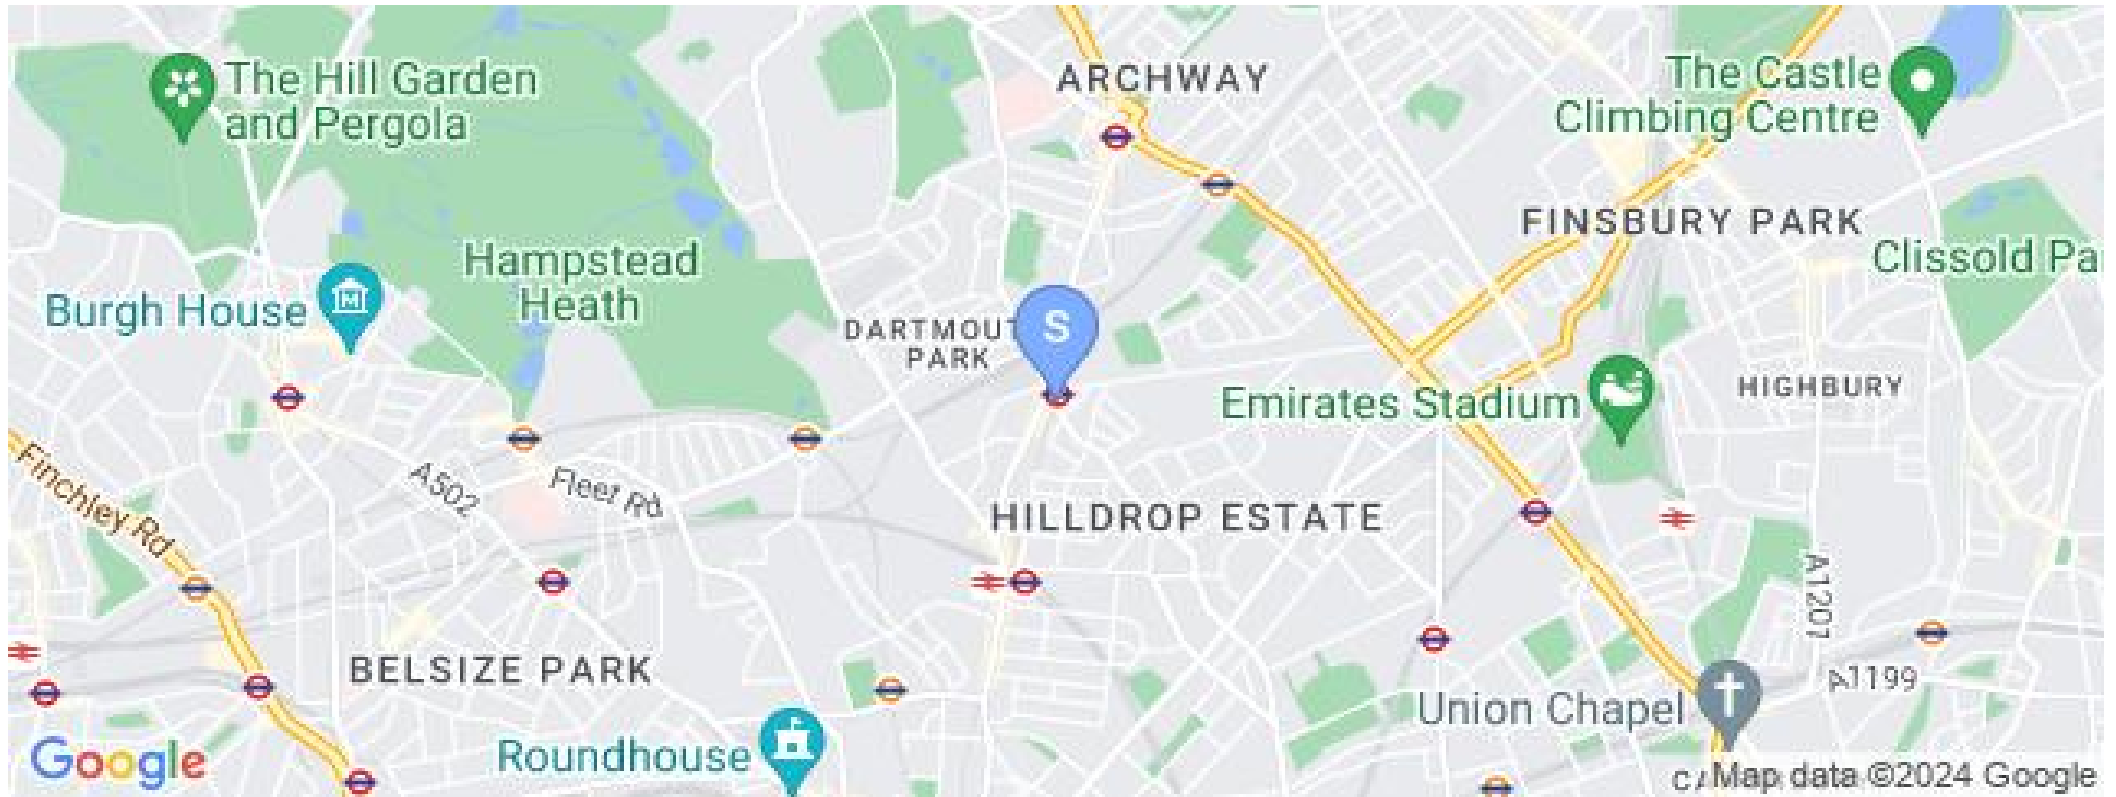 ARCHWAY
The Hill Garden
and Pergola
The Castle
Climbing Centre
FINSBURY PARK
Hampstead
Heath
Clissold Pa
Burgh House
S
DARTMOUT
PARK
HIGHBURY
Emirates Stadium
Finchley Rd
A502
Fleet Rd
HILLDROP ESTATE
A1207
BELSIZE PARK
A1199
Union Chapel
Roundhouse
Google
CA
Map data ©2024 Google